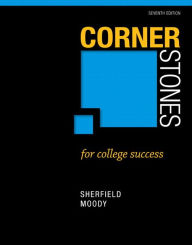 SEVENTH EDITION
CORNER
STONES
for college success
SHERFIELD
MOODY